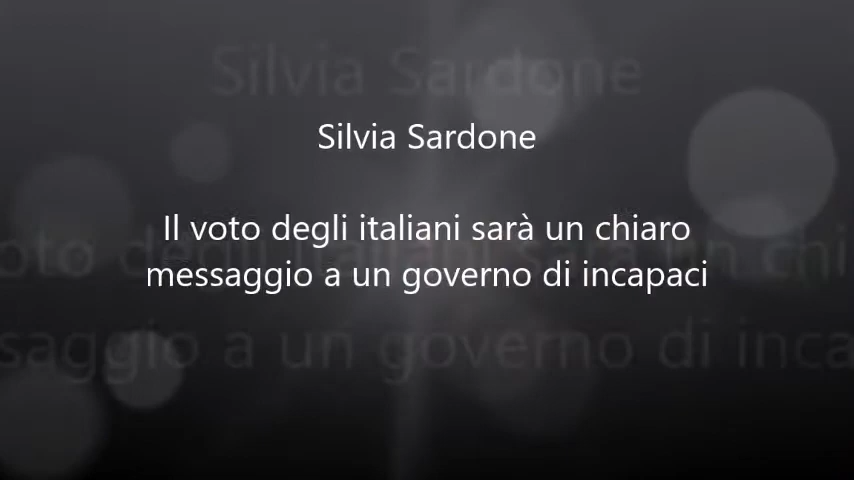 Silvia Sardone
Il voto degli italiani sarà un chiaro
messaggio a un governo di incapaci